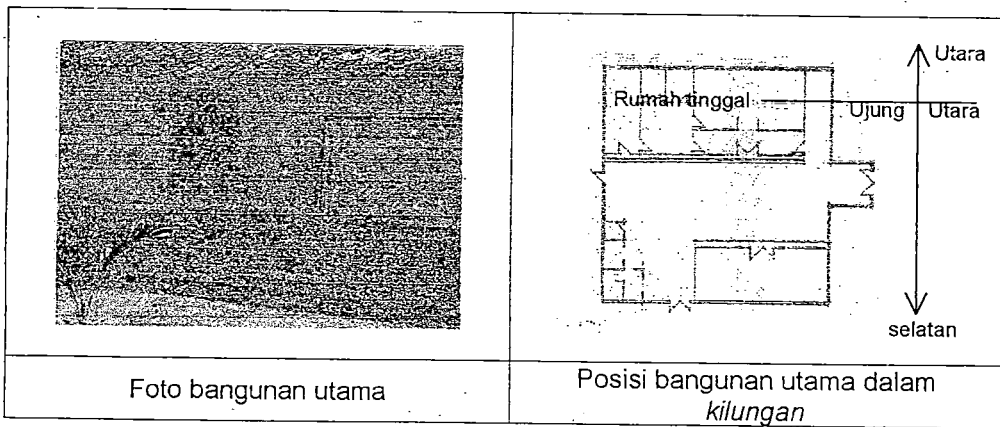 Utara
Rumah tinggal
Ujung Utara
selatan
Foto bangunan utama
Posisi bangunan utama dalam
kilungan